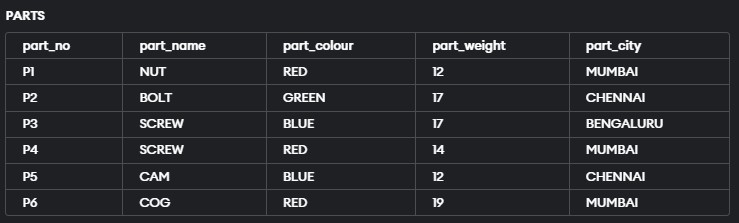 PARTS
part_no part_name part_colour part_weight part_city
P1 NUT RED 12 MUMBAI
P2 BOLT GREEN 17 CHENNAI
P3 SCREW BLUE 17 BENGALURU
P4 SCREW RED 14 MUMBAI
P5 CAM BLUE 12 CHENNAI
P6 COG RED 19 MUMBAI